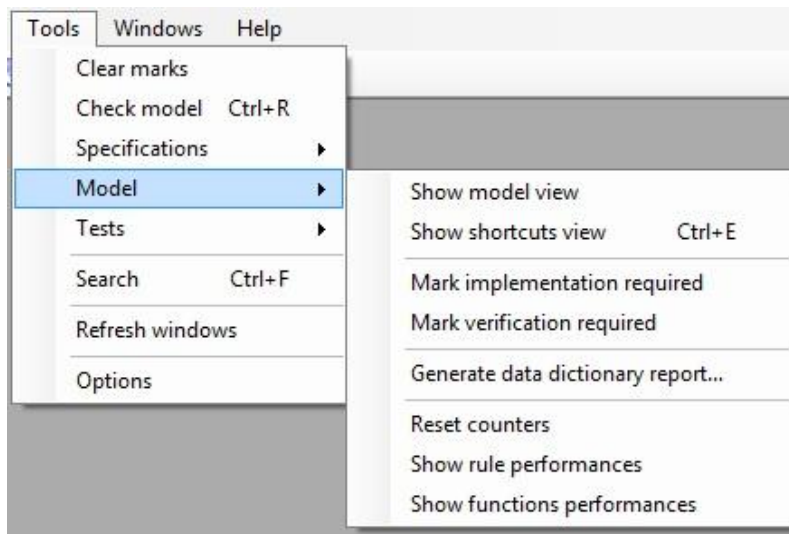 Tools Windows Help
Clear marks
Check model Ctrl+R
Specifications
Model
Tests
Search Ctrl+F
Refresh windows
Options
Show model view
Show shortcuts view Ctrl+E
Mark implementation required
Mark verification required
Generate data dictionary report...
Reset counters
Show rule performances
Show functions performances